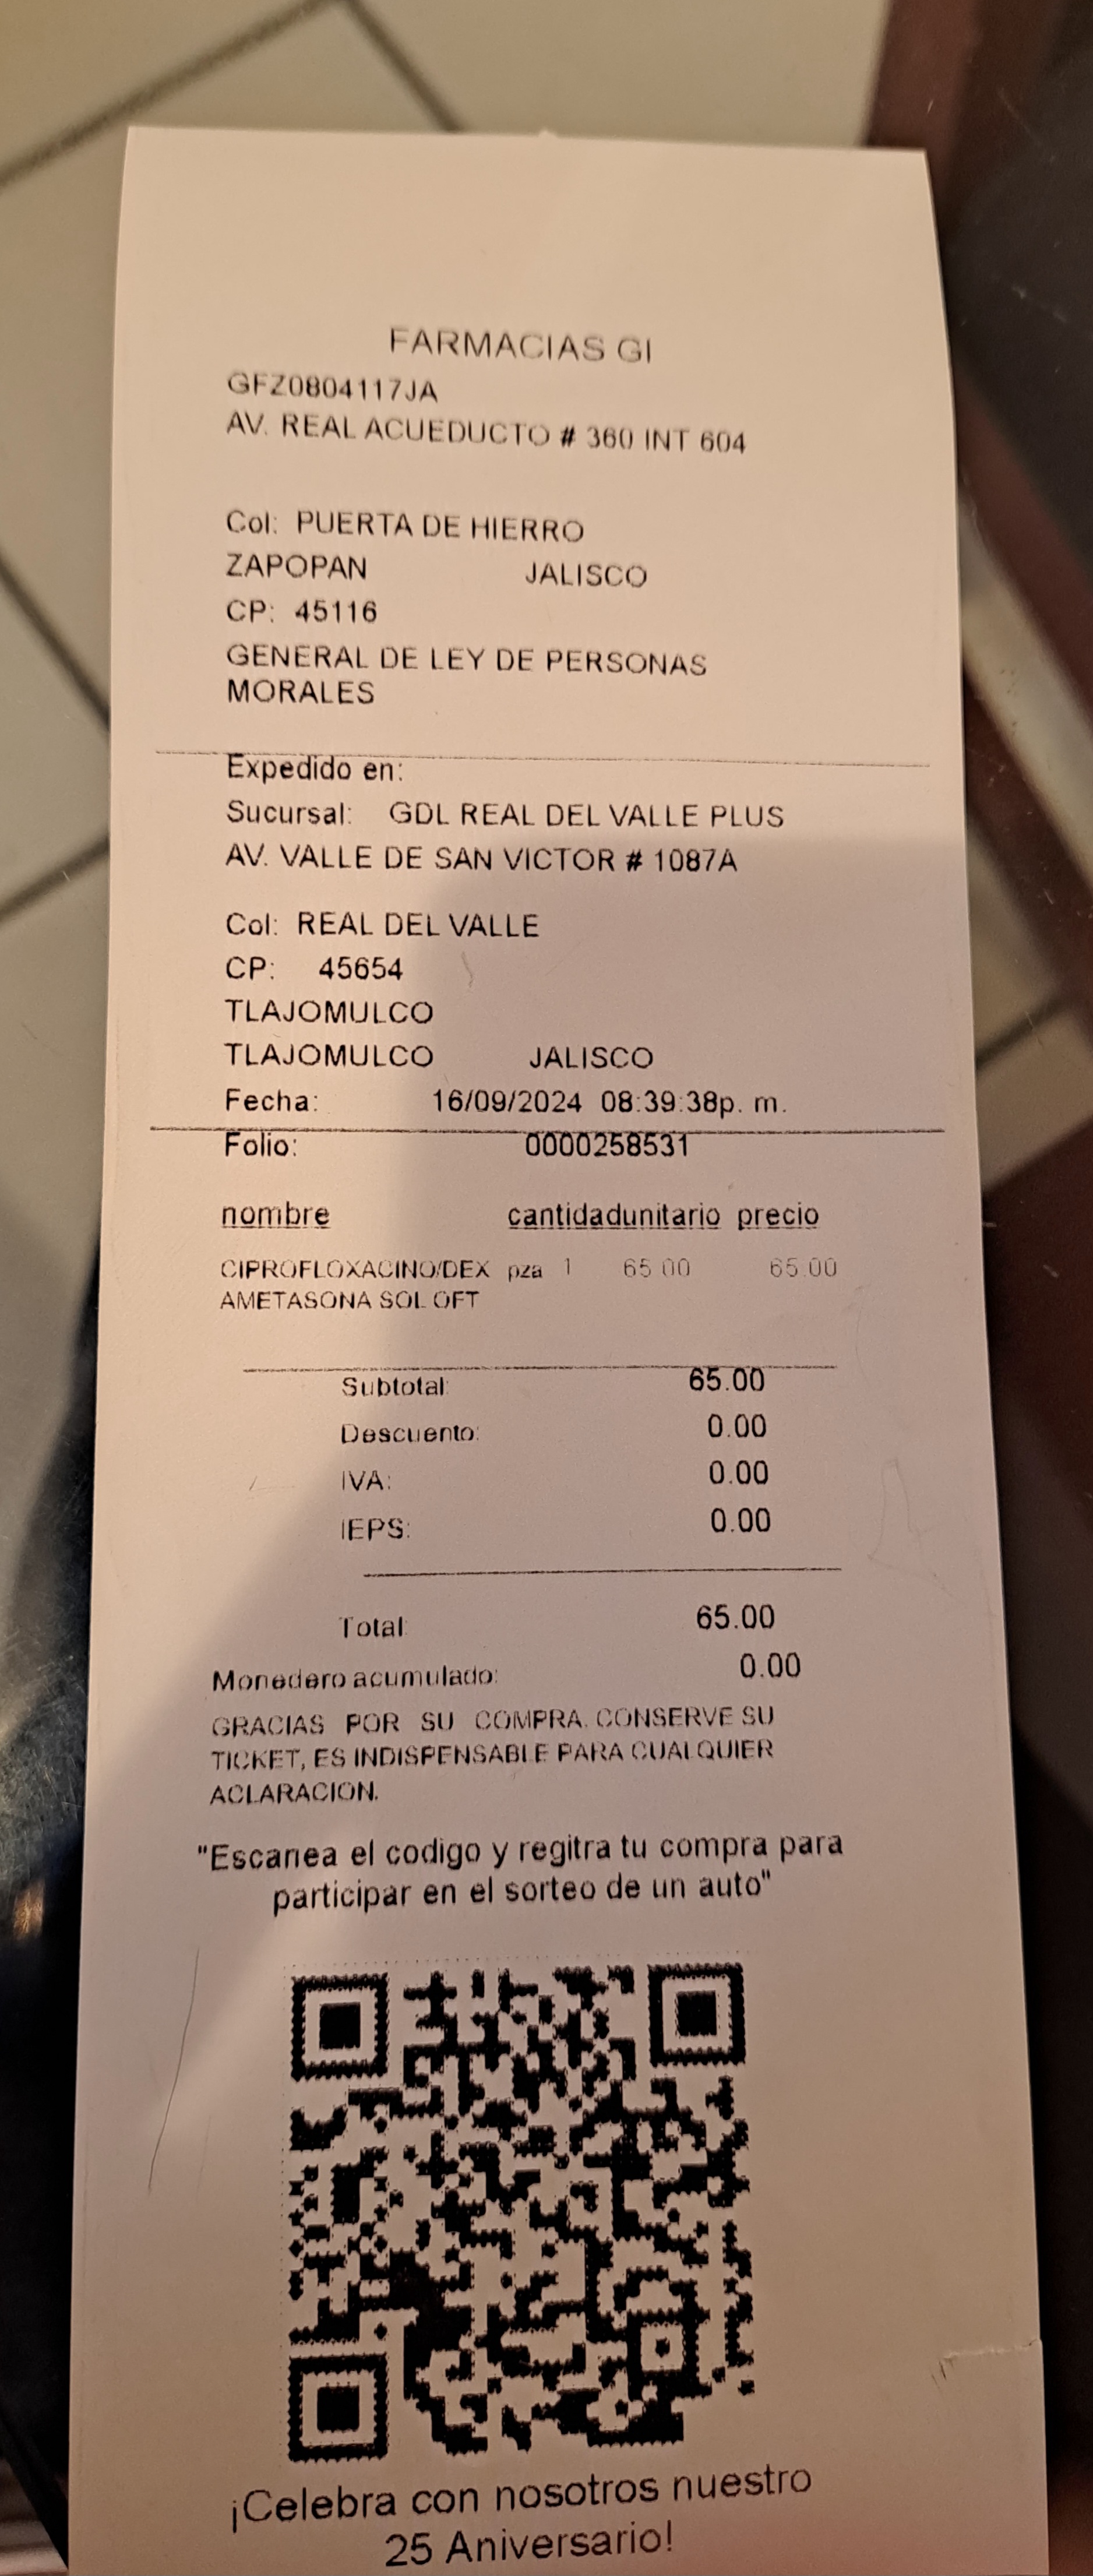 FARMACIAS GI
GFZ0804117JA
AV. REAL ACUEDUCTO # 360 INT 604
Col: PUERTA DE HIERRO
ZAPOPAN JALISCO
CP: 45116
GENERAL DE LEY DE PERSONAS
MORALES
Expedido en:
Sucursal: GDL REAL DEL VALLE PLUS
AV. VALLE DE SAN VICTOR # 1087A
Col: REAL DEL VALLE
CP: 45654
TLAJOMULCO
TLAJOMULCO JALISCO
Fecha: 16/09/2024 08:39:38p. m.
Folio: 0000258531
nombre cantidadunitario precio
CIPROFLOXACINO/DEX pza 1 65.00 65.00
AMETASONA SOL OFT
Subtotal: 65.00
Descuento: 0.00
IVA: 0.00
IEPS: 0.00
Total: 65.00
Monedero acumulado: 0.00
GRACIAS POR SU COMPRA. CONSERVE SU
TICKET, ES INDISPENSABLE PARA CUALQUIER
ACLARACION.
"Escanea el codigo y regitra tu compra para
participar en el sorteo de un auto"
¡Celebra con nosotros nuestro
25 Aniversario!